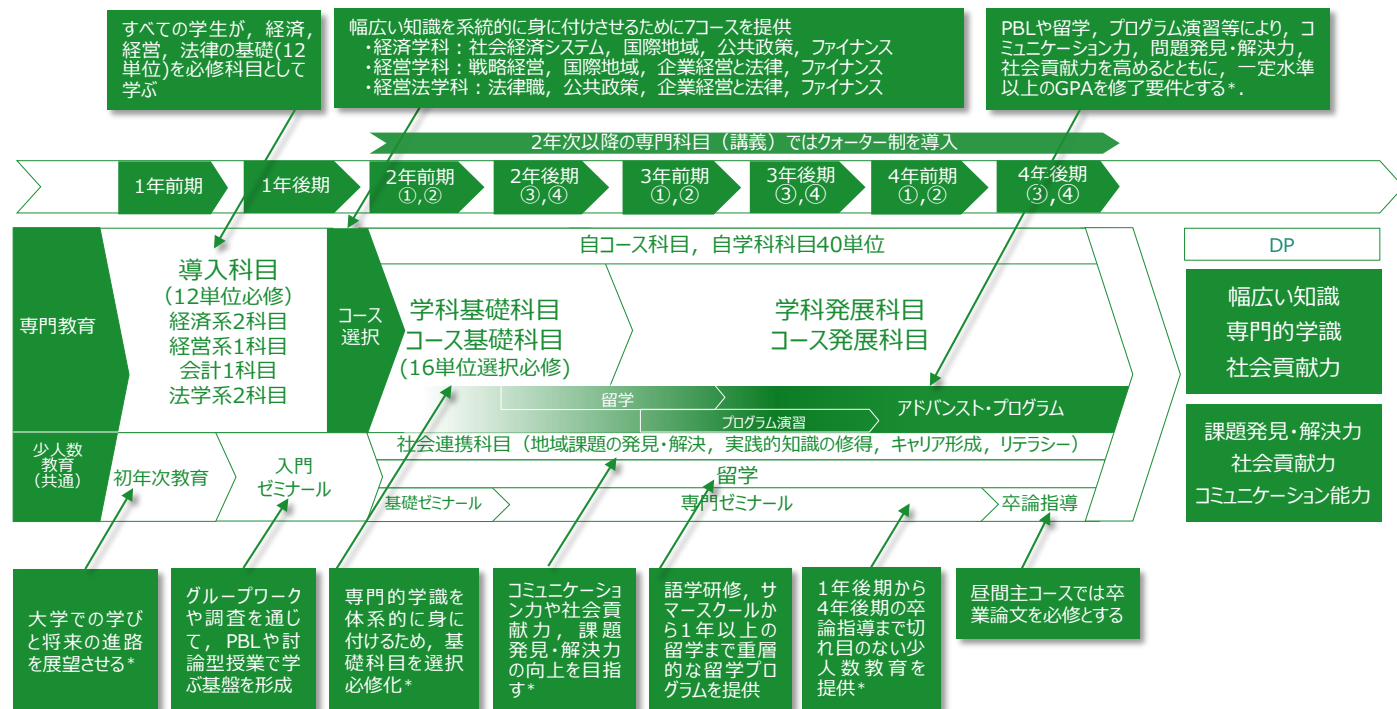 すべての学生が，経済，
経営，法律の基礎(12
単位)を必修科目として
学ぶ
幅広い知識を系統的に身に付けさせるために7コースを提供
・経済学科：社会経済システム，国際地域，公共政策，ファイナンス
・経営学科：戦略経営，国際地域，企業経営と法律，ファイナンス
・経営法学科：法律職，公共政策，企業経営と法律，ファイナンス
PBLや留学，プログラム演習等により，コ
ミュニケーション力，問題発見・解決力，
社会貢献力を高めるとともに，一定水準
以上のGPAを修了要件とする*．
2年次以降の専門科目（講義）ではクォーター制を導入
1年前期
1年後期
2年前期
①,②
2年後期
③,④
3年前期
①,②
3年後期
③,④
4年前期
①,②
4年後期
③,④
専門教育
導入科目
(12単位必修)
経済系2科目
経営系1科目
会計1科目
法学系2科目
コース
選択
自コース科目，自学科科目40単位
学科基礎科目
コース基礎科目
(16単位選択必修)
学科発展科目
コース発展科目
留学
プログラム演習
アドバンスト・プログラム
DP
幅広い知識
専門的学識
社会貢献力
課題発見・解決力
社会貢献力
コミュニケーション能力
少人数
教育
(共通)
初年次教育
入門
ゼミナール
社会連携科目（地域課題の発見・解決，実践的知識の修得，キャリア形成，リテラシー）
留学
基礎ゼミナール
専門ゼミナール
卒論指導
大学での学び
と将来の進路
を展望させる*
グループワーク
や調査を通じ
て，PBLや討
論型授業で学
ぶ基盤を形成
専門的学識を
体系的に身に
付けるため，基
礎科目を選択
必修化*
コミュニケーショ
ン力や社会貢
献力，課題
発見・解決力
の向上を目指
す*
語学研修，サ
マースクールか
ら1年以上の
留学まで重層
的な留学プロ
グラムを提供
1年後期から
4年後期の卒
論指導まで切
れ目のない少
人数教育を
提供*
昼間主コースでは卒
業論文を必修とする